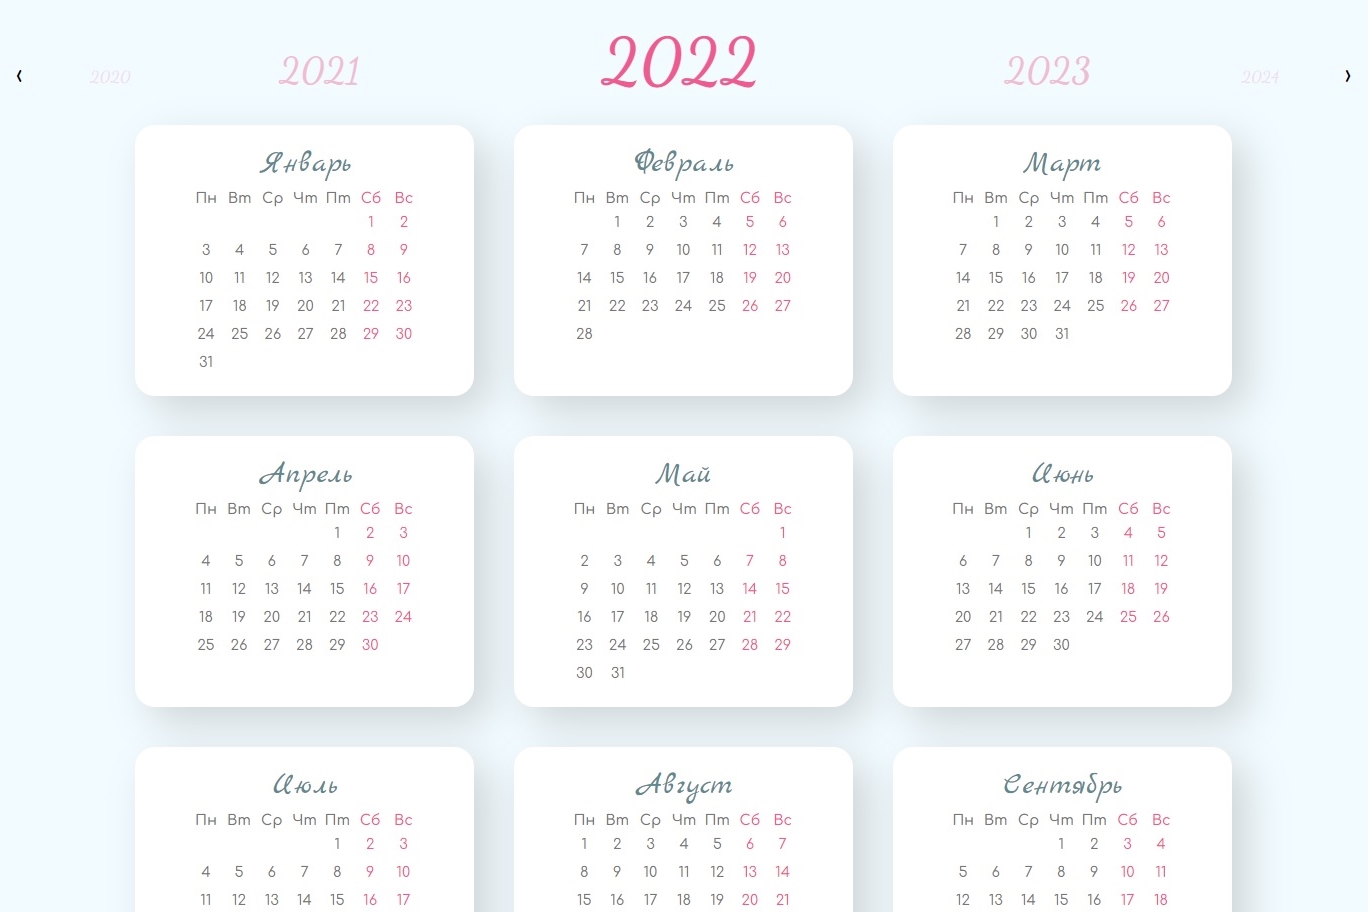 ‹ 2020 2021 2022 2023 2024 ›
Январь Февраль Март
Пн Вт Ср Чт Пт Сб Вс Пн Вт Ср Чт Пт Сб Вс Пн Вт Ср Чт Пт Сб Вс
1 2 1 2 3 4 5 6 1 2 3 4 5 6
3 4 5 6 7 8 9 7 8 9 10 11 12 13 7 8 9 10 11 12 13
10 11 12 13 14 15 16 14 15 16 17 18 19 20 14 15 16 17 18 19 20
17 18 19 20 21 22 23 21 22 23 24 25 26 27 21 22 23 24 25 26 27
24 25 26 27 28 29 30 28 28 29 30 31
31
Апрель Май Июнь
Пн Вт Ср Чт Пт Сб Вс Пн Вт Ср Чт Пт Сб Вс Пн Вт Ср Чт Пт Сб Вс
1 2 3 1 1 2 3 4 5
4 5 6 7 8 9 10 2 3 4 5 6 7 8 6 7 8 9 10 11 12
11 12 13 14 15 16 17 9 10 11 12 13 14 15 13 14 15 16 17 18 19
18 19 20 21 22 23 24 16 17 18 19 20 21 22 20 21 22 23 24 25 26
25 26 27 28 29 30 23 24 25 26 27 28 29 27 28 29 30
30 31
Июль Август Сентябрь
Пн Вт Ср Чт Пт Сб Вс Пн Вт Ср Чт Пт Сб Вс Пн Вт Ср Чт Пт Сб Вс
1 2 3 1 2 3 4 5 6 7 1 2 3 4
4 5 6 7 8 9 10 8 9 10 11 12 13 14 5 6 7 8 9 10 11
11 12 13 14 15 16 17 15 16 17 18 19 20 21 12 13 14 15 16 17 18